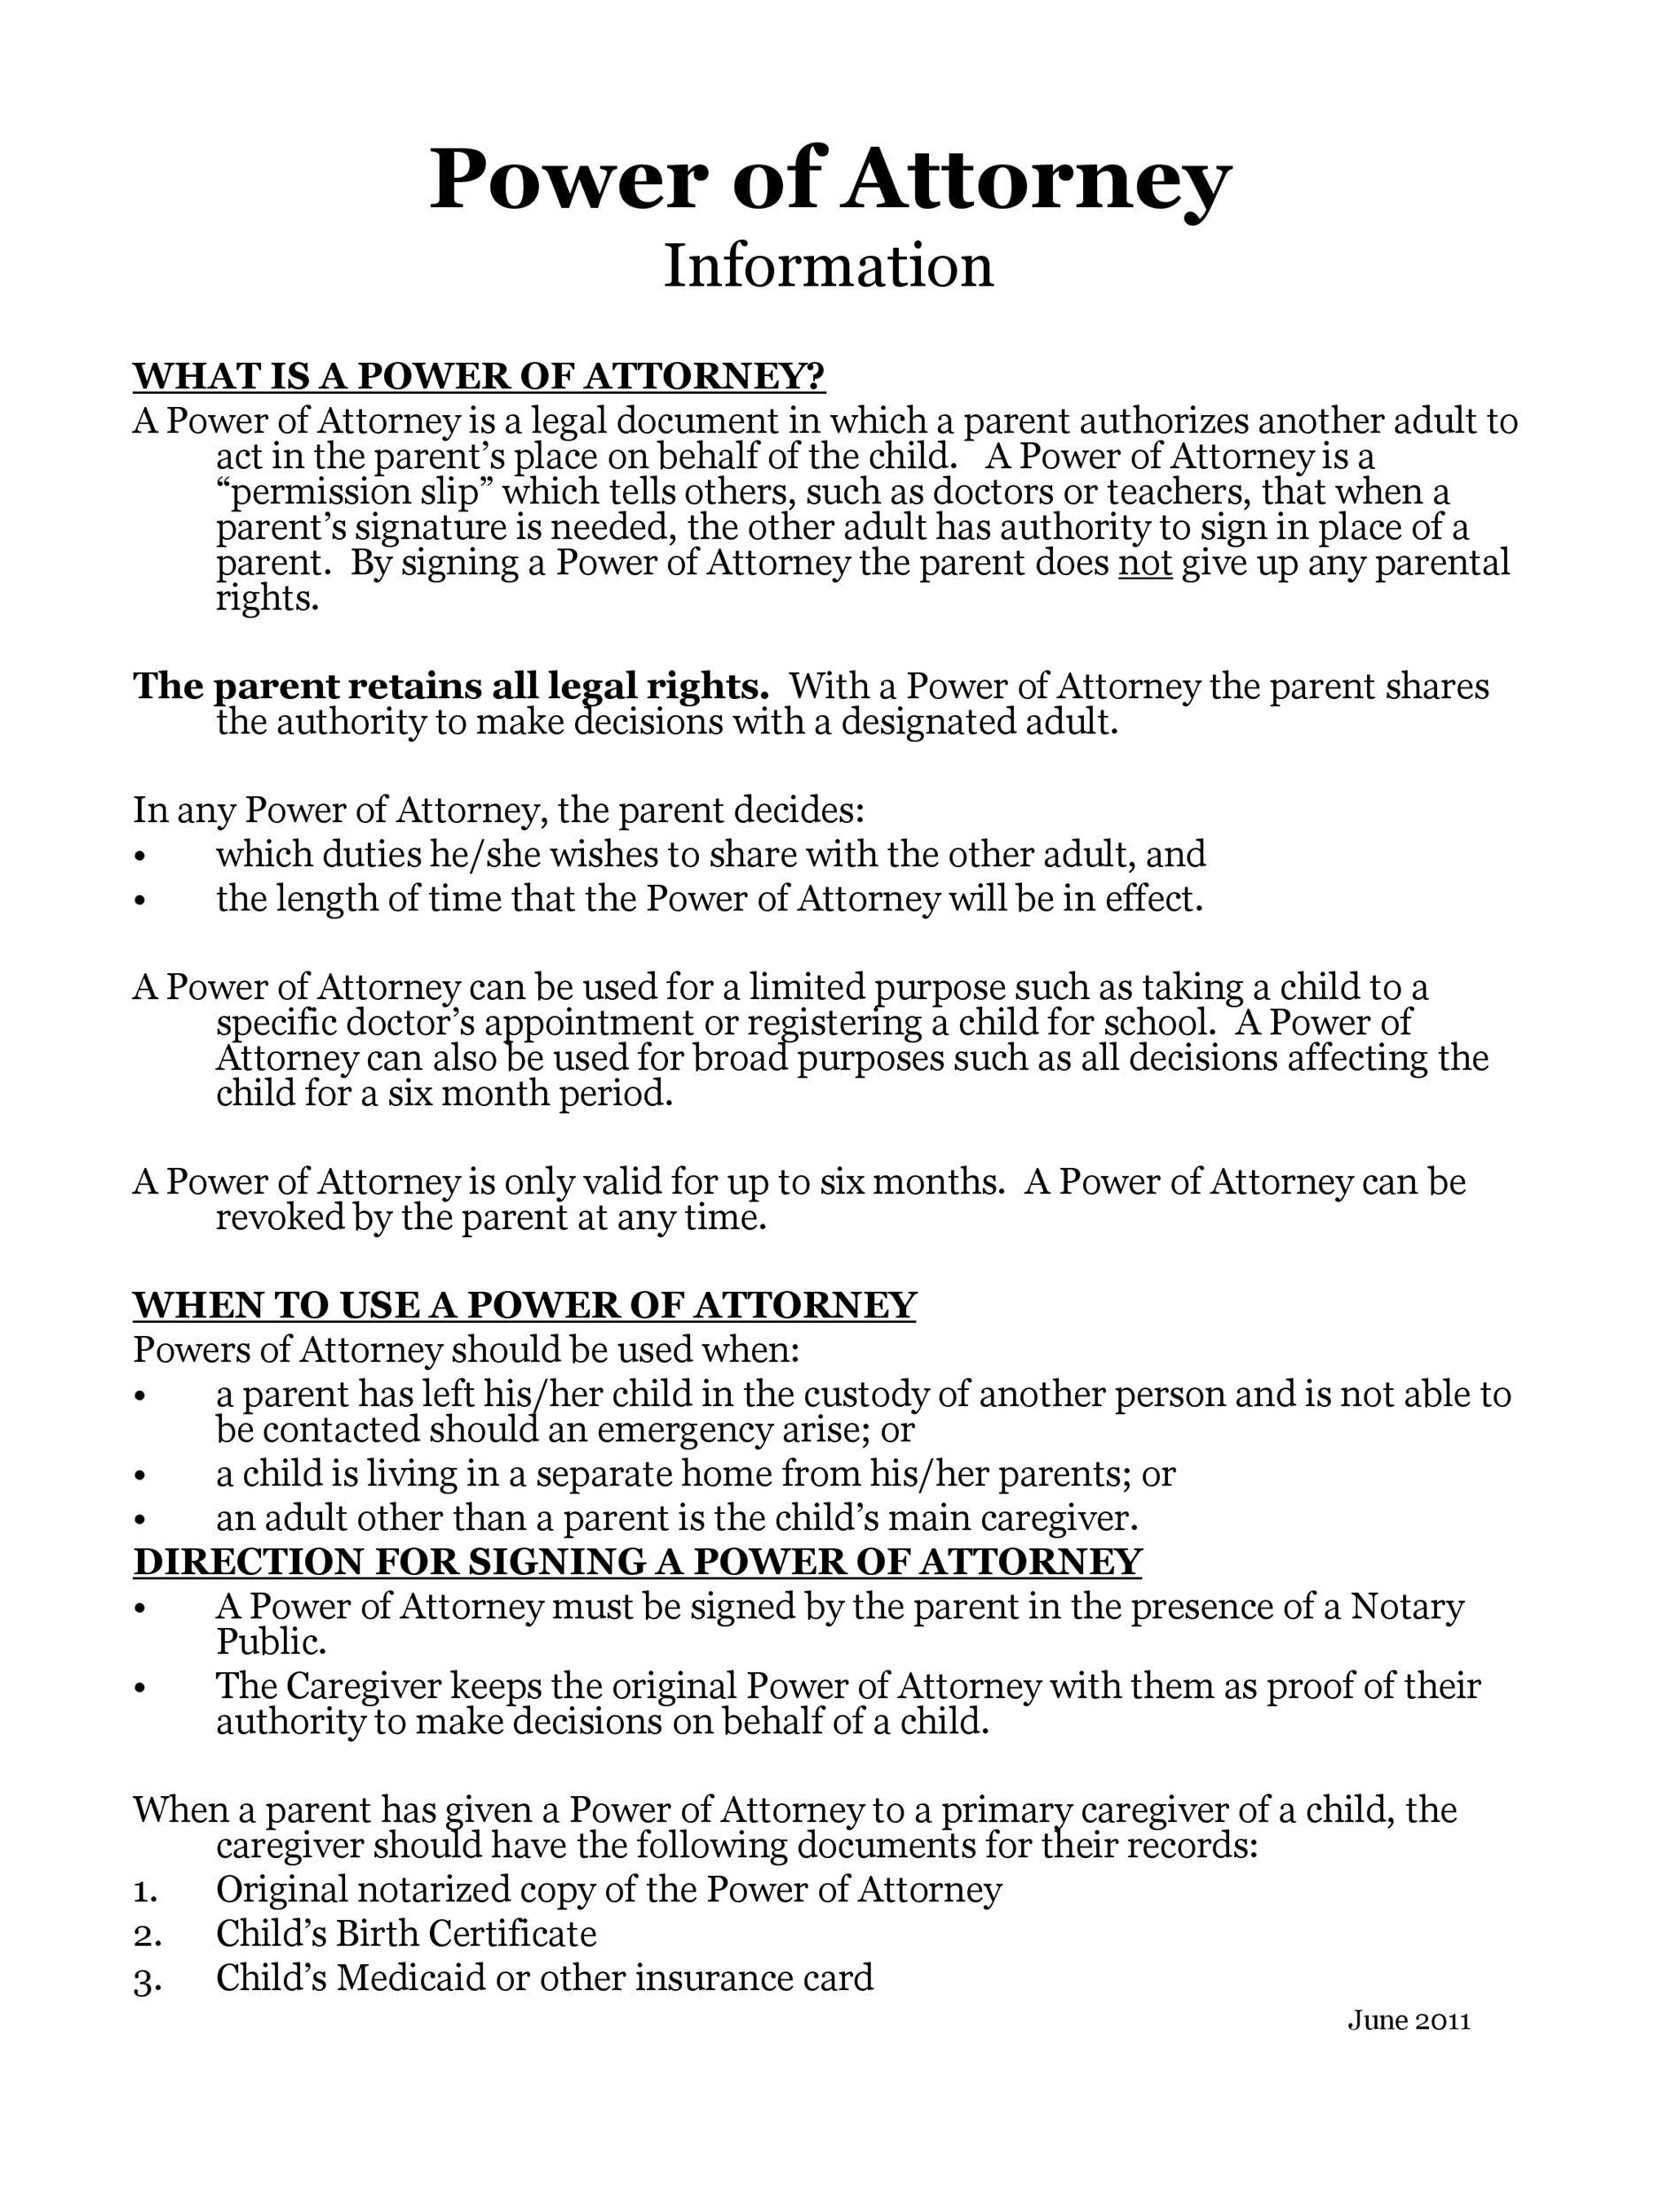 Power of Attorney
Information
WHAT IS A POWER OF ATTORNEY?
A Power of Attorney is a legal document in which a parent authorizes another adult to
act in the parent’s place on behalf of the child.   A Power of Attorney is a
“permission slip” which tells others, such as doctors or teachers, that when a
parent’s signature is needed, the other adult has authority to sign in place of a
parent.  By signing a Power of Attorney the parent does not give up any parental
rights.
The parent retains all legal rights.  With a Power of Attorney the parent shares
the authority to make decisions with a designated adult.
In any Power of Attorney, the parent decides:
• which duties he/she wishes to share with the other adult, and
• the length of time that the Power of Attorney will be in effect.
A Power of Attorney can be used for a limited purpose such as taking a child to a
specific doctor’s appointment or registering a child for school.  A Power of
Attorney can also be used for broad purposes such as all decisions affecting the
child for a six month period.
A Power of Attorney is only valid for up to six months.  A Power of Attorney can be
revoked by the parent at any time.
WHEN TO USE A POWER OF ATTORNEY
Powers of Attorney should be used when:
• a parent has left his/her child in the custody of another person and is not able to
be contacted should an emergency arise; or
• a child is living in a separate home from his/her parents; or
• an adult other than a parent is the child’s main caregiver.
DIRECTION FOR SIGNING A POWER OF ATTORNEY
• A Power of Attorney must be signed by the parent in the presence of a Notary
Public.
• The Caregiver keeps the original Power of Attorney with them as proof of their
authority to make decisions on behalf of a child.
When a parent has given a Power of Attorney to a primary caregiver of a child, the
caregiver should have the following documents for their records:
1. Original notarized copy of the Power of Attorney
2. Child’s Birth Certificate
3. Child’s Medicaid or other insurance card
June 2011